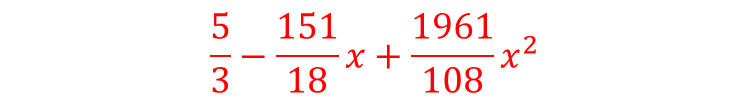 5/3 − 151/18 x + 1961/108 x²